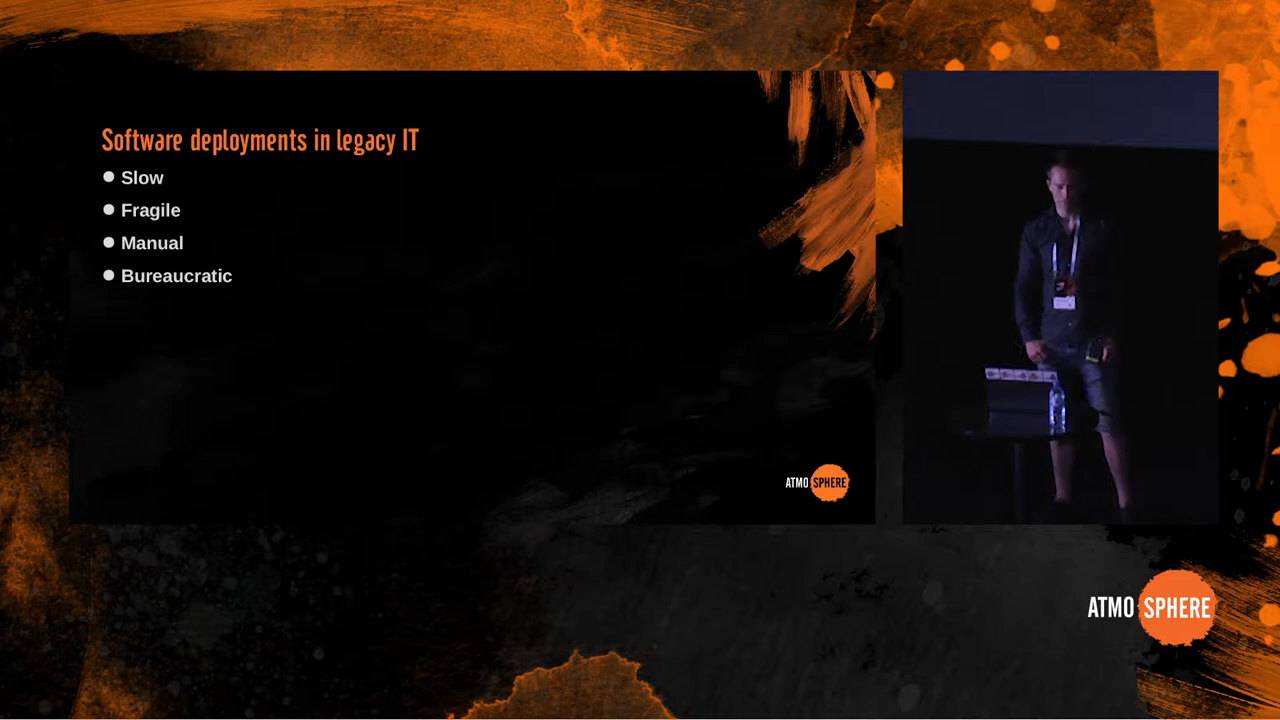 Software deployments in legacy IT
Slow
Fragile
Manual
Bureaucratic
ATMO SPHERE
ATMO SPHERE